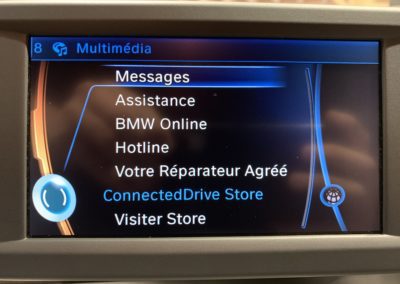 8 Multimédia
Messages
Assistance
BMW Online
Hotline
Votre Réparateur Agréé
ConnectedDrive Store
Visiter Store